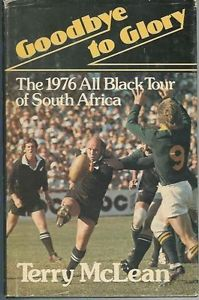 Goodbye
to Glory
The 1976 All Black Tour
of South Africa
9
Terry McLean